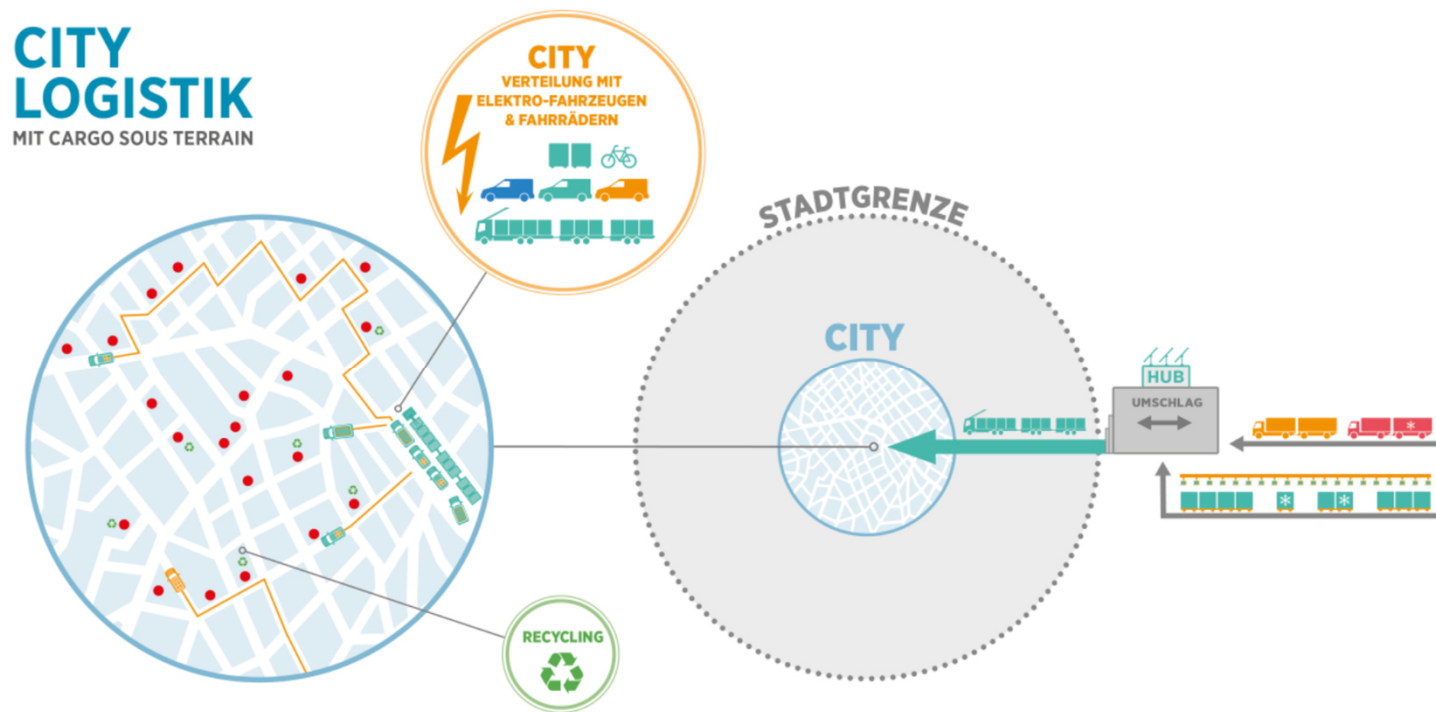 CITY
LOGISTIK
MIT CARGO SOUS TERRAIN
CITY
VERTEILUNG MIT
ELEKTRO-FAHRZEUGEN
& FAHRRÄDERN
STADTGRENZE
CITY
HUB
UMSCHLAG
RECYCLING